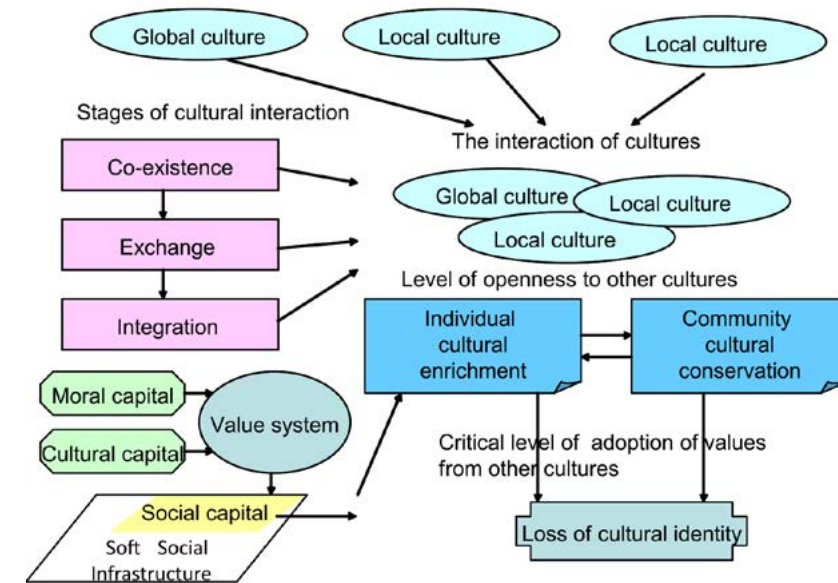 Global culture
Local culture
Local culture
Stages of cultural interaction
The interaction of cultures
Co-existence
Global culture
Local culture
Local culture
Exchange
Level of openness to other cultures
Integration
Individual
cultural
enrichment
Community
cultural
conservation
Moral capital
Value system
Cultural capital
Critical level of adoption of values
from other cultures
Social capital
Soft Social
Infrastructure
Loss of cultural identity